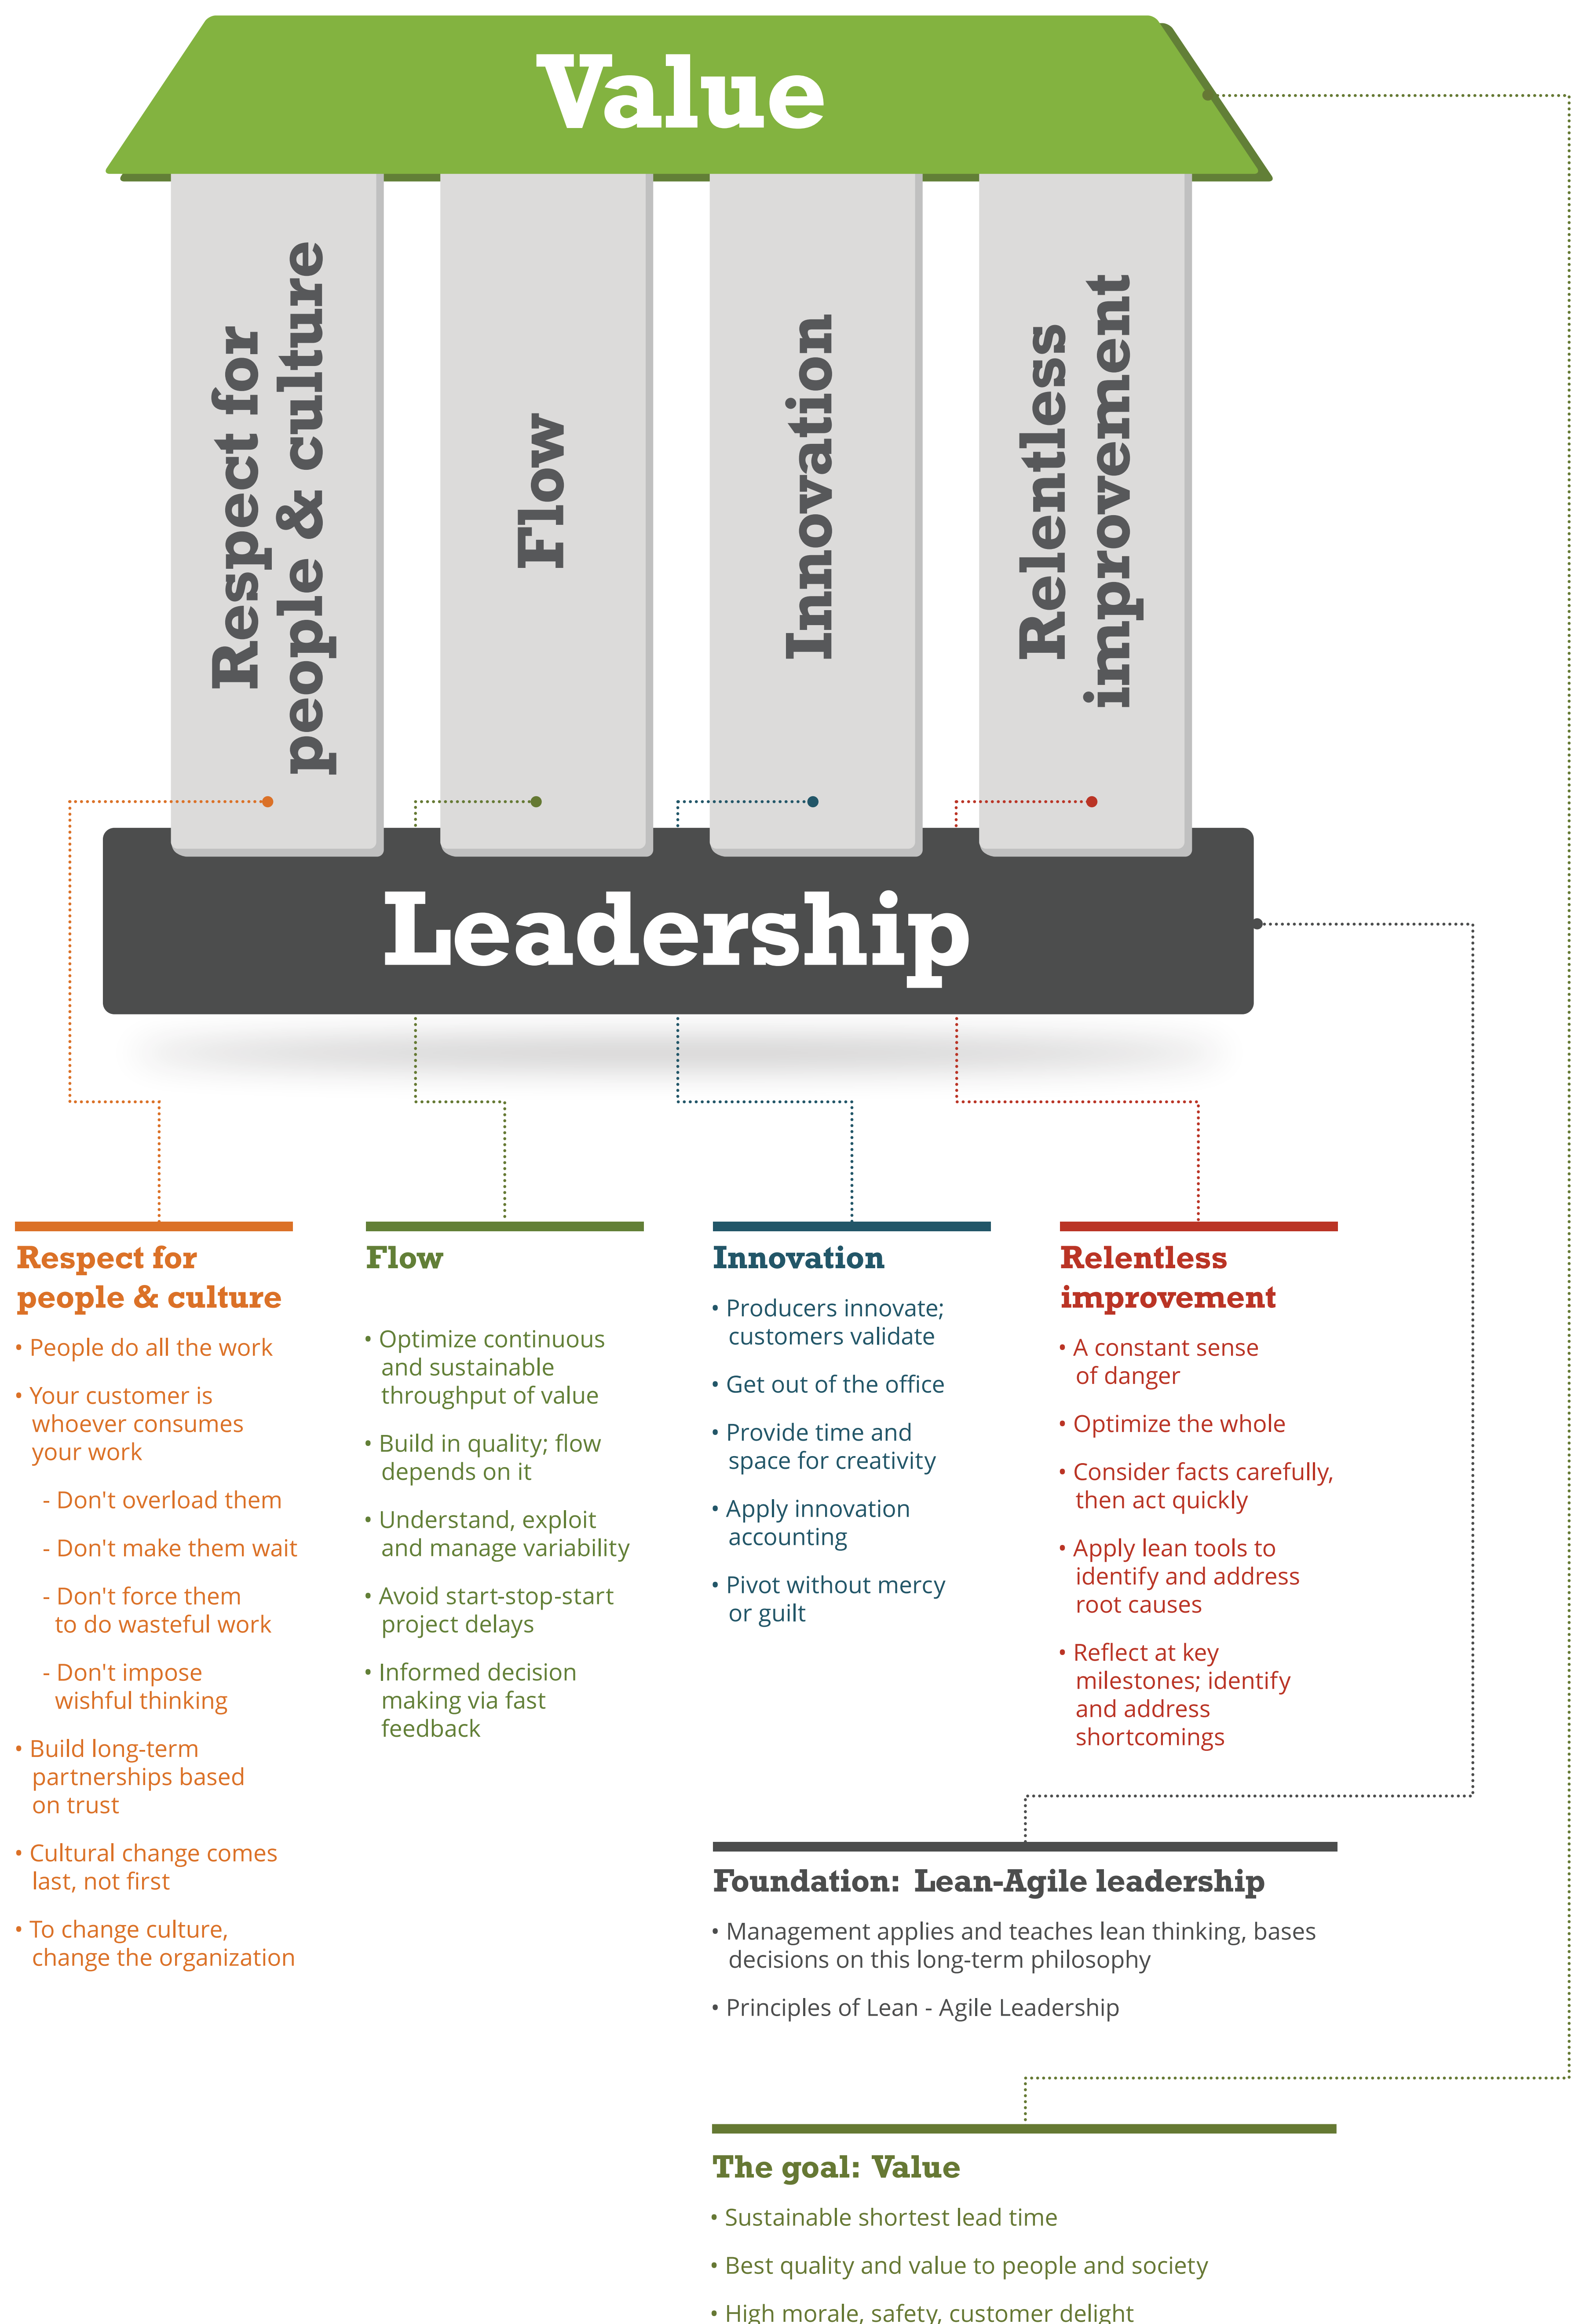 Value
Respect for
people & culture
Flow
Innovation
Relentless
improvement
Leadership
Respect for
people & culture
• People do all the work
• Your customer is
whoever consumes
your work
- Don't overload them
- Don't make them wait
- Don't force them
to do wasteful work
- Don't impose
wishful thinking
• Build long-term
partnerships based
on trust
• Cultural change comes
last, not first
• To change culture,
change the organization
Flow
• Optimize continuous
and sustainable
throughput of value
• Build in quality; flow
depends on it
• Understand, exploit
and manage variability
• Avoid start-stop-start
project delays
• Informed decision
making via fast
feedback
Innovation
• Producers innovate;
customers validate
• Get out of the office
• Provide time and
space for creativity
• Apply innovation
accounting
• Pivot without mercy
or guilt
Relentless
improvement
• A constant sense
of danger
• Optimize the whole
• Consider facts carefully,
then act quickly
• Apply lean tools to
identify and address
root causes
• Reflect at key
milestones; identify
and address
shortcomings
Foundation: Lean-Agile leadership
• Management applies and teaches lean thinking, bases
decisions on this long-term philosophy
• Principles of Lean - Agile Leadership
The goal: Value
• Sustainable shortest lead time
• Best quality and value to people and society
• High morale, safety, customer delight